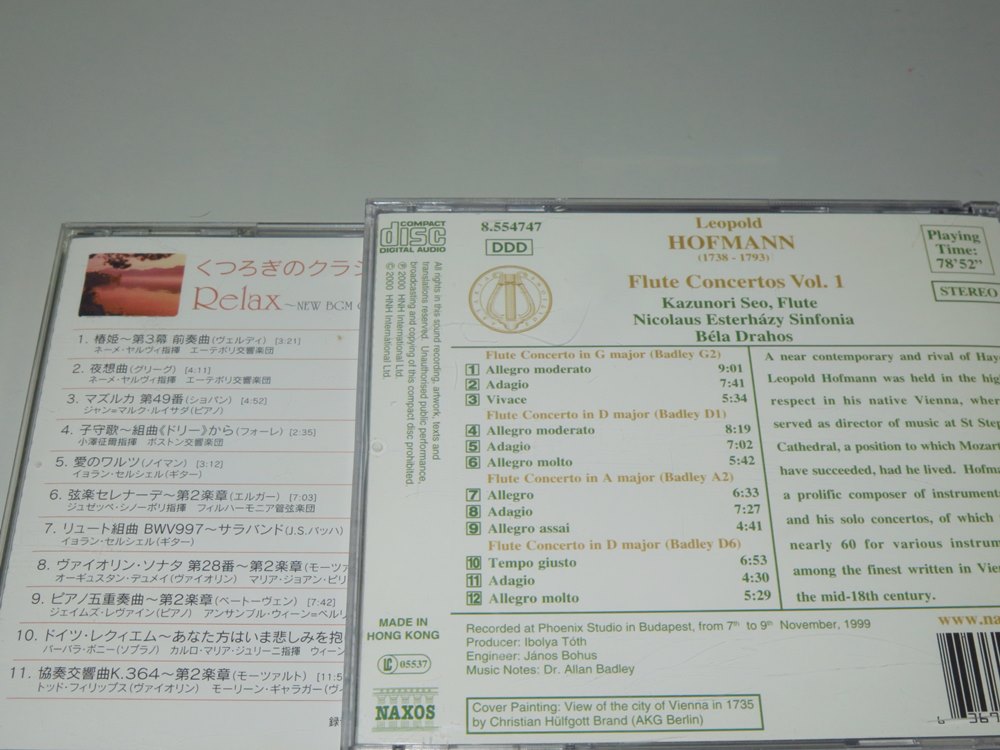 くつろぎのクラシ
Relax ~NEW BGM
1. 椿姫～第3幕 前奏曲(ヴェルディ) [3:21]
ネーメ・ヤルヴィ指揮 エーテボリ交響楽団
2. 夜想曲(グリーグ) [4:11]
ネーメ・ヤルヴィ指揮 エーテボリ交響楽団
3. マズルカ 第49番(ショパン) [4:52]
ジャン=マルク・ルイサダ(ピアノ)
4. 子守歌～組曲《ドリー》から(フォーレ) [2:35]
小澤征爾指揮 ボストン交響楽団
5. 愛のワルツ(ノイマン) [3:12]
イョラン・セルシェル(ギター)
6. 弦楽セレナーデ～第2楽章(エルガー) [7:03]
ジュゼッペ・シノーポリ指揮 フィルハーモニア管弦楽団
7. リュート組曲 BWV997～サラバンド(J.S.バッハ)
イョラン・セルシェル(ギター)
8. ヴァイオリン・ソナタ 第28番～第2楽章(モーツァ
オーギュスタン・デュメイ(ヴァイオリン) マリア・ジョアン・ピリ
9. ピアノ五重奏曲～第2楽章(ベートーヴェン) [7:42]
ジェイムズ・レヴァイン(ピアノ) アンサンブル・ウィーン=ベルリ
10. ドイツ・レクィエム～あなた方はいま悲しみを抱
バーバラ・ボニー(ソプラノ) カルロ・マリア・ジュリーニ指揮 ウィーン
11. 協奏交響曲K.364～第2楽章(モーツァルト) [11:5
トッド・フィリップス(ヴァイオリン) モーリーン・ギャラガー(ヴィ
録
COMPACT
disc
DIGITAL AUDIO
8.554747
DDD
Leopold
HOFMANN
(1738 - 1793)
Flute Concertos Vol. 1
Kazunori Seo, Flute
Nicolaus Esterházy Sinfonia
Béla Drahos
Playing
Time:
78'52"
STEREO
All rights in this sound recording, artwork, texts and
translations reserved. Unauthorised public performance,
broadcasting and copying of this compact disc prohibited.
℗ 2000 HNH International Ltd.
© 2000 HNH International Ltd.
Flute Concerto in G major (Badley G2)
1 Allegro moderato 9:01
2 Adagio 7:41
3 Vivace 5:34
Flute Concerto in D major (Badley D1)
4 Allegro moderato 8:19
5 Adagio 7:02
6 Allegro molto 5:42
Flute Concerto in A major (Badley A2)
7 Allegro 6:33
8 Adagio 7:27
9 Allegro assai 4:41
Flute Concerto in D major (Badley D6)
10 Tempo giusto 6:53
11 Adagio 4:30
12 Allegro molto 5:29
A near contemporary and rival of Hay
Leopold Hofmann was held in the hig
respect in his native Vienna, wher
served as director of music at St Step
Cathedral, a position to which Mozart
have succeeded, had he lived. Hofma
a prolific composer of instrument
and his solo concertos, of which
nearly 60 for various instrum
among the finest written in Vie
the mid-18th century.
MADE IN
HONG KONG
LC 05537
NAXOS
Recorded at Phoenix Studio in Budapest, from 7th to 9th November, 1999
Producer: Ibolya Tóth
Engineer: János Bohus
Music Notes: Dr. Allan Badley
Cover Painting: View of the city of Vienna in 1735
by Christian Hülfgott Brand (AKG Berlin)
www.na
6 369